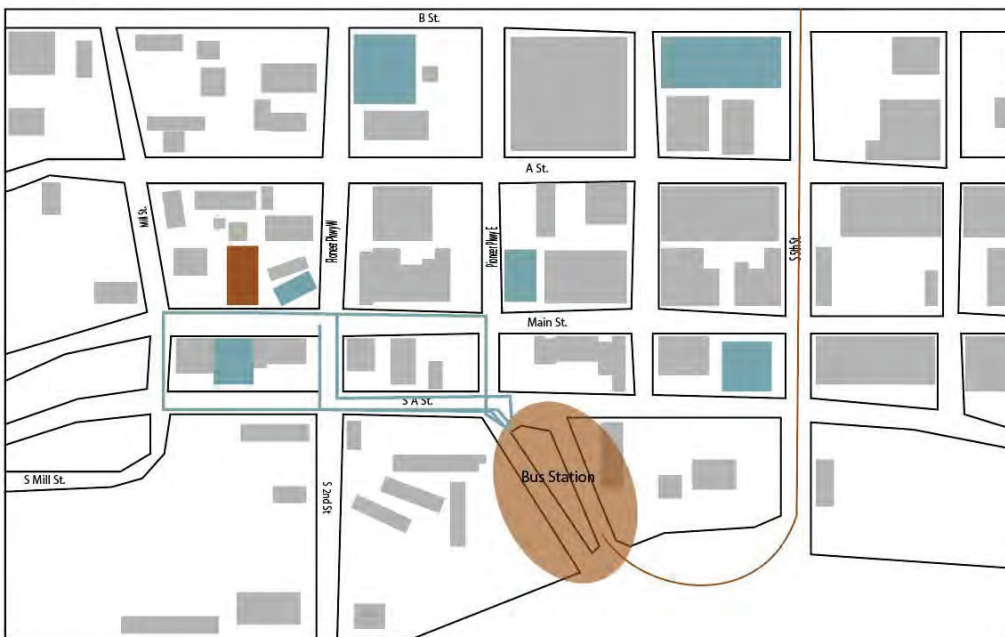 B St.
A St.
Mill St.
Pioneer Pkwy W
Pioneer Pkwy E
S 5th St.
Main St.
S A St.
Bus Station
S Mill St.
S 2nd St